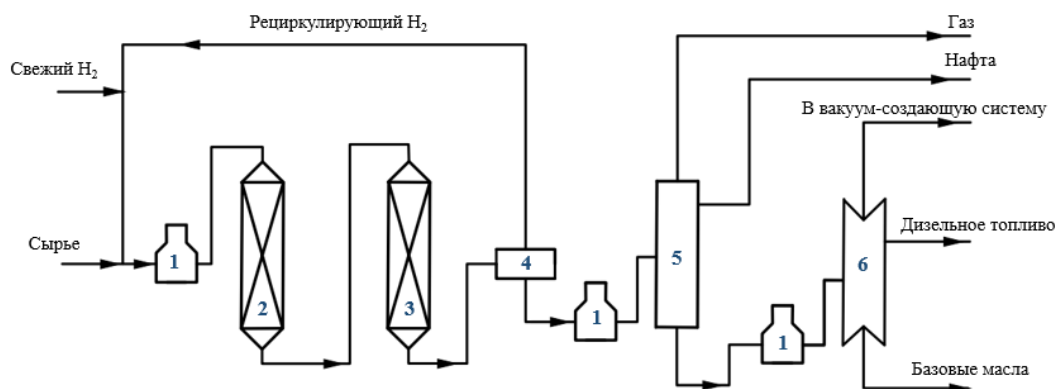 Рециркулирующий H₂
Газ
Свежий H₂
Нафта
В вакуум-создающую систему
Сырье
Дизельное топливо
1
2
3
4
5
6
1
1
Базовые масла